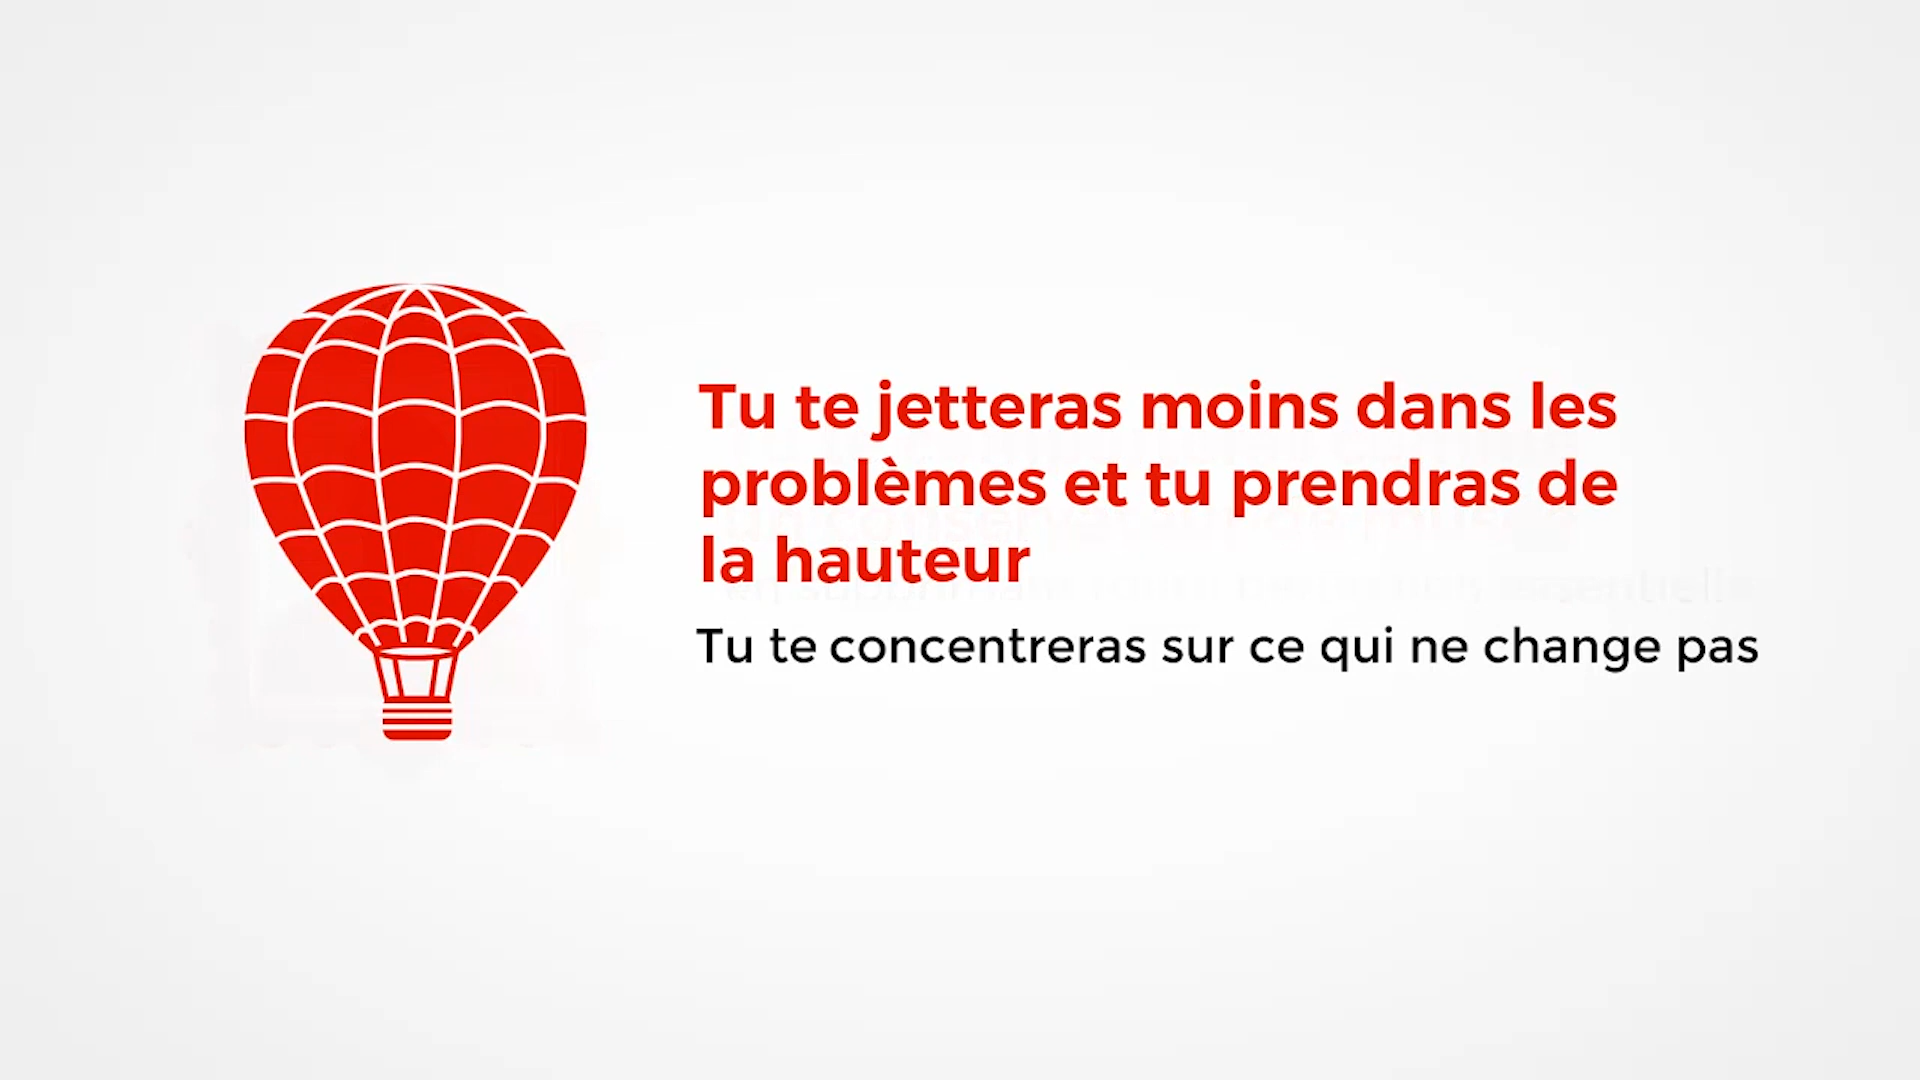 Tu te jetteras moins dans les
problèmes et tu prendras de
la hauteur
Tu te concentreras sur ce qui ne change pas